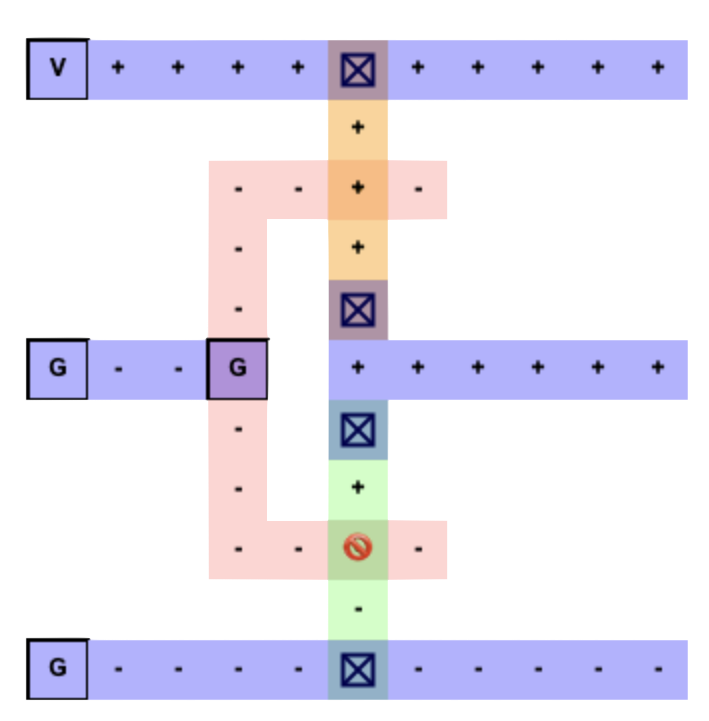 V + + + + + + + + +
+
- - + -
- +
-
G - - G + + + + + +
-
- +
- - -
-
G - - - - - - - - -